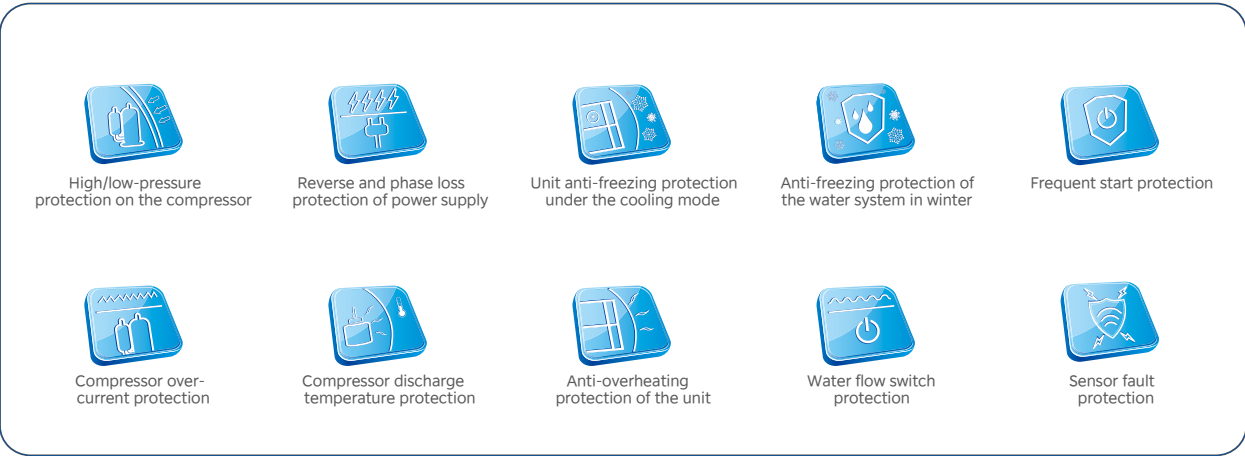 High/low-pressure
protection on the compressor
Reverse and phase loss
protection of power supply
Unit anti-freezing protection
under the cooling mode
Anti-freezing protection of
the water system in winter
Frequent start protection
Compressor over-
current protection
Compressor discharge
temperature protection
Anti-overheating
protection of the unit
Water flow switch
protection
Sensor fault
protection